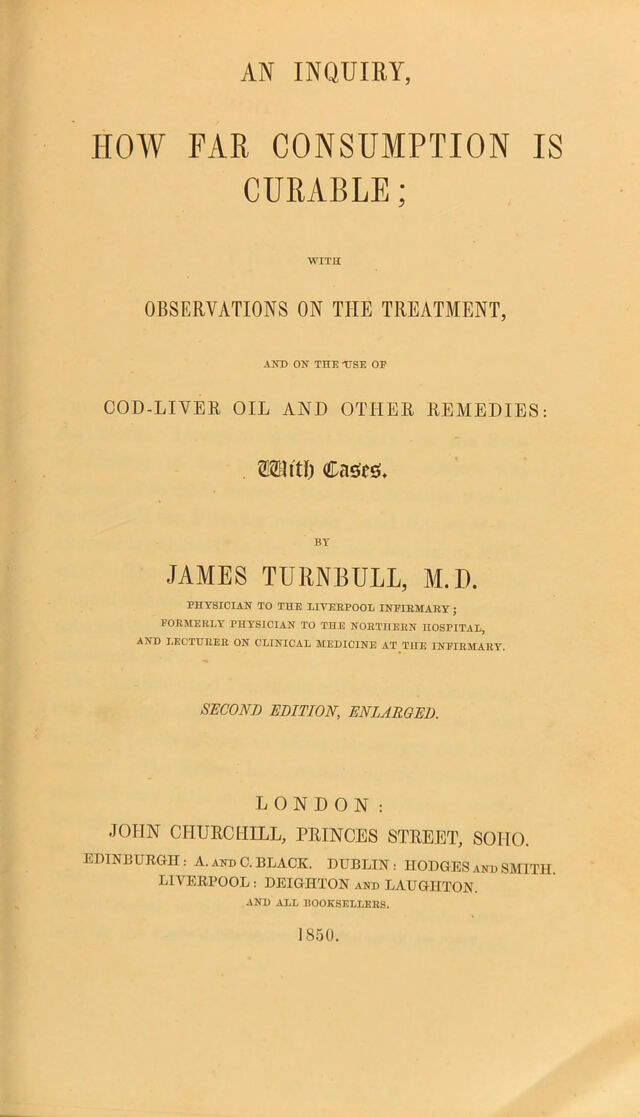 AN INQUIRY,
HOW FAR CONSUMPTION IS
CURABLE;
WITH
OBSERVATIONS ON THE TREATMENT,
AND ON THE USE OF
COD-LIVER OIL AND OTHER REMEDIES:
With Cases.
BY
JAMES TURNBULL, M.D.
PHYSICIAN TO THE LIVERPOOL INFIRMARY;
FORMERLY PHYSICIAN TO THE NORTHERN HOSPITAL,
AND LECTURER ON CLINICAL MEDICINE AT THE INFIRMARY.
SECOND EDITION, ENLARGED.
LONDON:
JOHN CHURCHILL, PRINCES STREET, SOHO.
EDINBURGH: A. AND C. BLACK. DUBLIN: HODGES AND SMITH.
LIVERPOOL: DEIGHTON AND LAUGHTON.
AND ALL BOOKSELLERS.
1850.